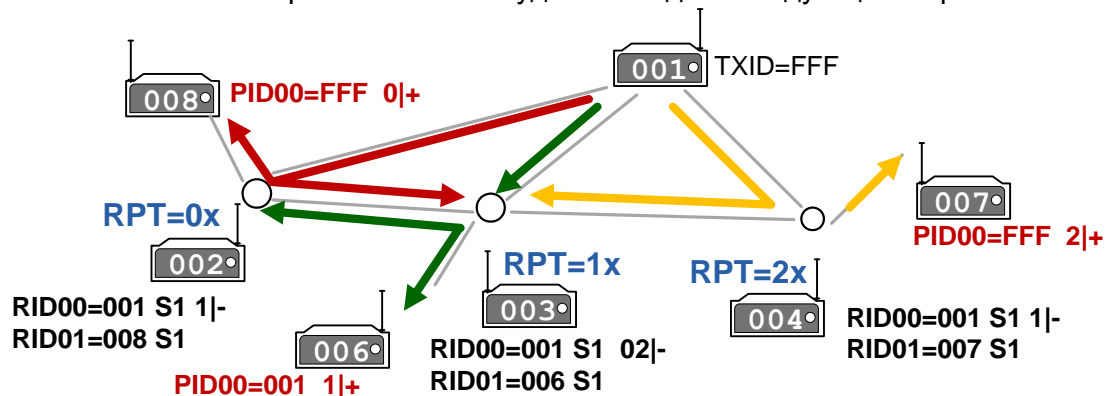 001
TXID=FFF
008
PID00=FFF 0|+
RPT=0x
002
RID00=001 S1 1|-
RID01=008 S1
006
PID00=001 1|+
RPT=1x
003
RID00=001 S1 02|-
RID01=006 S1
RPT=2x
004
RID00=001 S1 1|-
RID01=007 S1
007
PID00=FFF 2|+